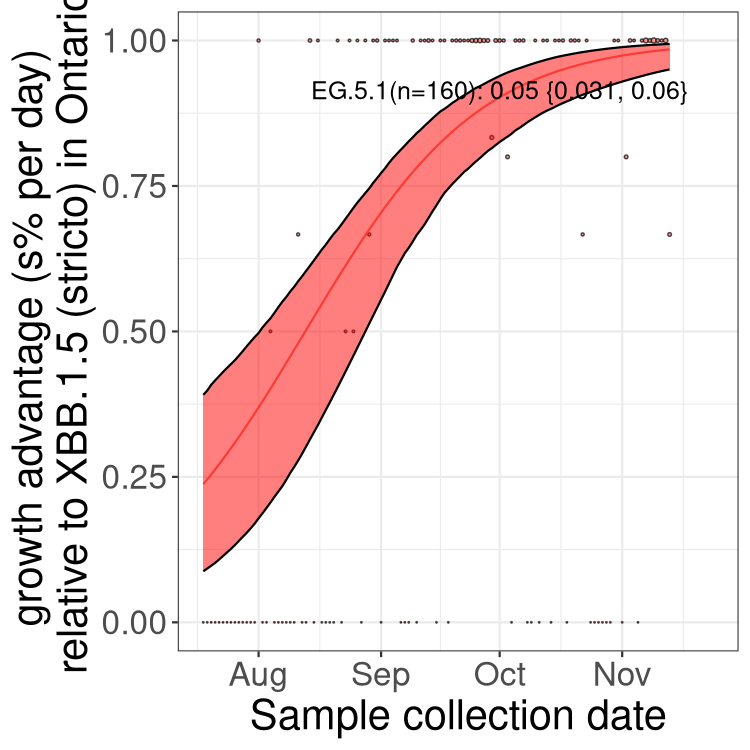 growth advantage (s% per day)
relative to XBB.1.5 (stricto) in Ontario
1.00
0.75
0.50
0.25
0.00
EG.5.1(n=160): 0.05 {0.031, 0.06}
Aug Sep Oct Nov
Sample collection date